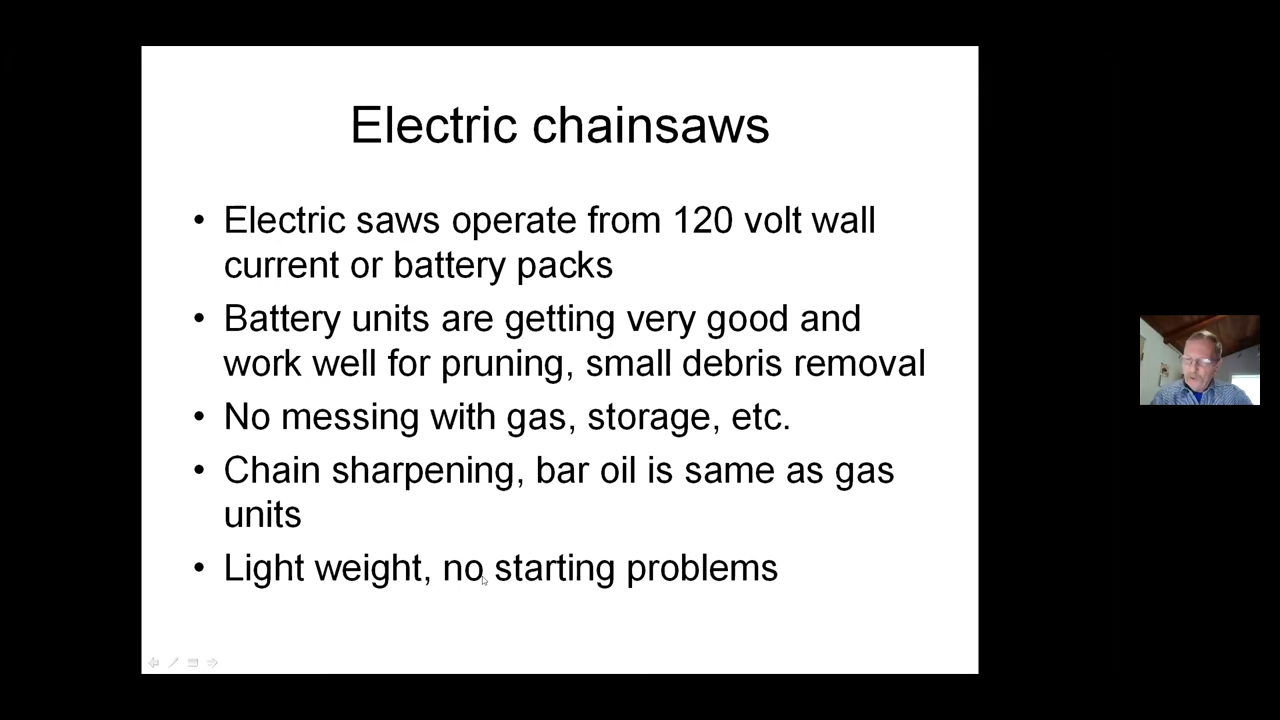 Electric chainsaws
• Electric saws operate from 120 volt wall
current or battery packs
• Battery units are getting very good and
work well for pruning, small debris removal
• No messing with gas, storage, etc.
• Chain sharpening, bar oil is same as gas
units
• Light weight, no starting problems